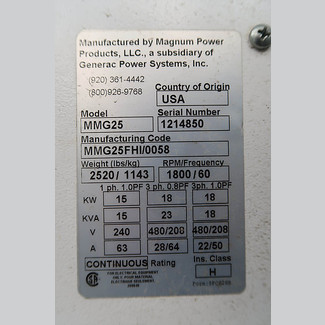 Manufactured by Magnum Power
Products, LLC., a subsidiary of
Generac Power Systems, Inc.
(920) 361-4442
(800)926-9768
Country of Origin
USA
Model
Serial Number
MMG25
1214850
Manufacturing Code
MMG25FHI/0058
Weight (lbs/kg)
RPM/Frequency
2520/ 1143
1800/60
1 ph. 1.0PF
3 ph. 0.8PF
3ph. 1.0PF
KW 15 18 18
KVA 15 23 18
V 240 480/208 480/208
A 63 28/64 22/50
CONTINUOUS Rating
Ins. Class
H